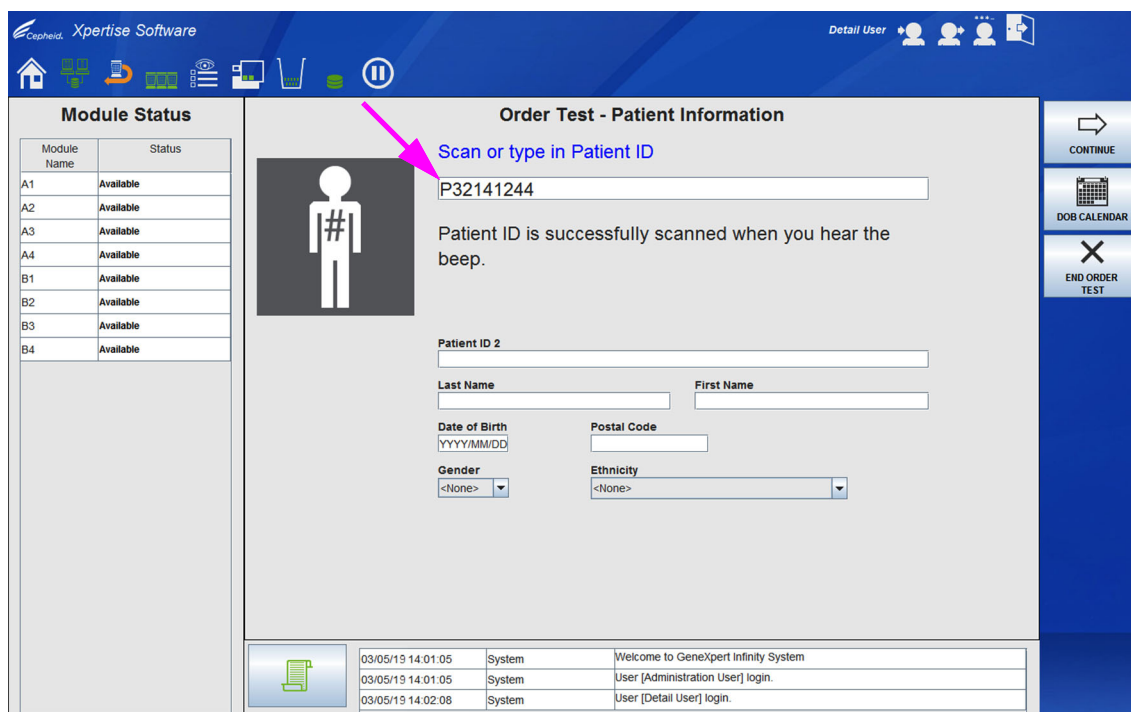 Cepheid. Xpertise Software
Detail User
Module Status
Module Name
Status
A1 Available
A2 Available
A3 Available
A4 Available
B1 Available
B2 Available
B3 Available
B4 Available
Order Test - Patient Information
Scan or type in Patient ID
P32141244
#
Patient ID is successfully scanned when you hear the
beep.
Patient ID 2
Last Name First Name
Date of Birth Postal Code
YYYY/MM/DD
Gender Ethnicity
<None> <None>
CONTINUE
DOB CALENDAR
END ORDER
TEST
03/05/19 14:01:05 System Welcome to GeneXpert Infinity System
03/05/19 14:01:05 System User [Administration User] login.
03/05/19 14:02:08 System User [Detail User] login.